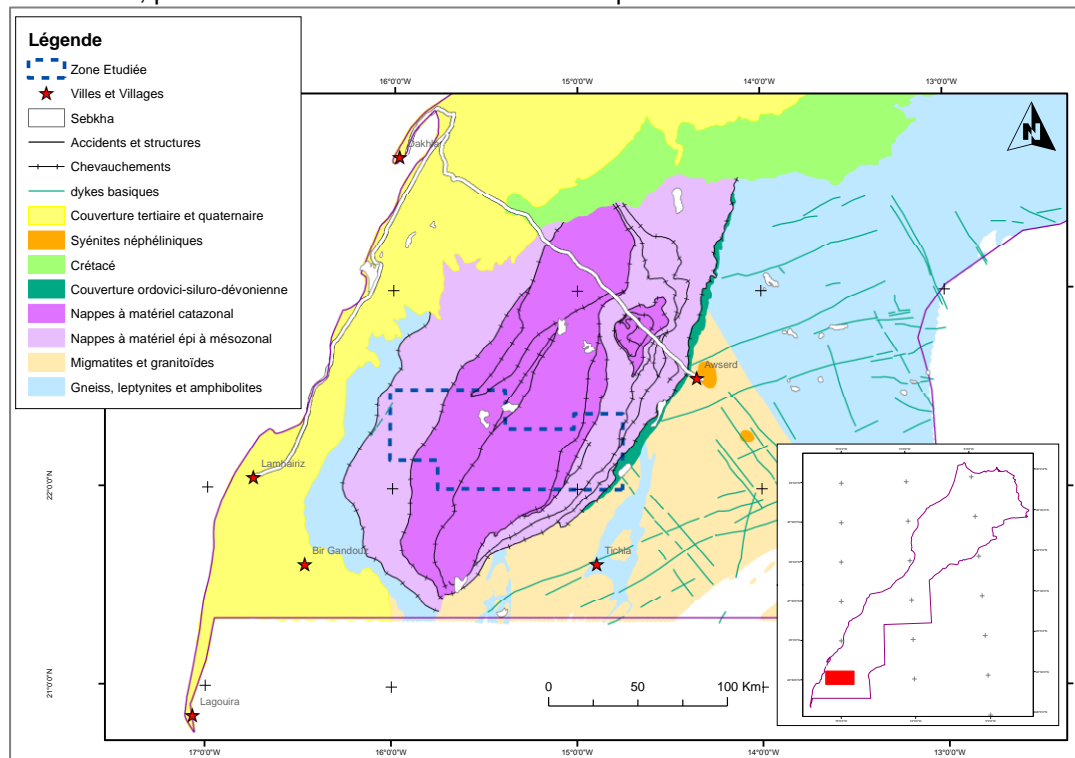 Légende
Zone Etudiée
Villes et Villages
Sebkha
Accidents et structures
Chevauchements
dykes basiques
Couverture tertiaire et quaternaire
Syénites néphéliniques
Crétacé
Couverture ordovici-siluro-dévonienne
Nappes à matériel catazonal
Nappes à matériel épi à mésozonal
Migmatites et granitoïdes
Gneiss, leptynites et amphibolites
16°0'0"W 15°0'0"W 14°0'0"W 13°0'0"W
N
Dakhla
Awserd
Lamhairiz
22°0'0"N
Bir Gandouz
Tichla
21°0'0"N
0 50 100 Km
Lagouira
17°0'0"W 16°0'0"W 15°0'0"W 14°0'0"W 13°0'0"W